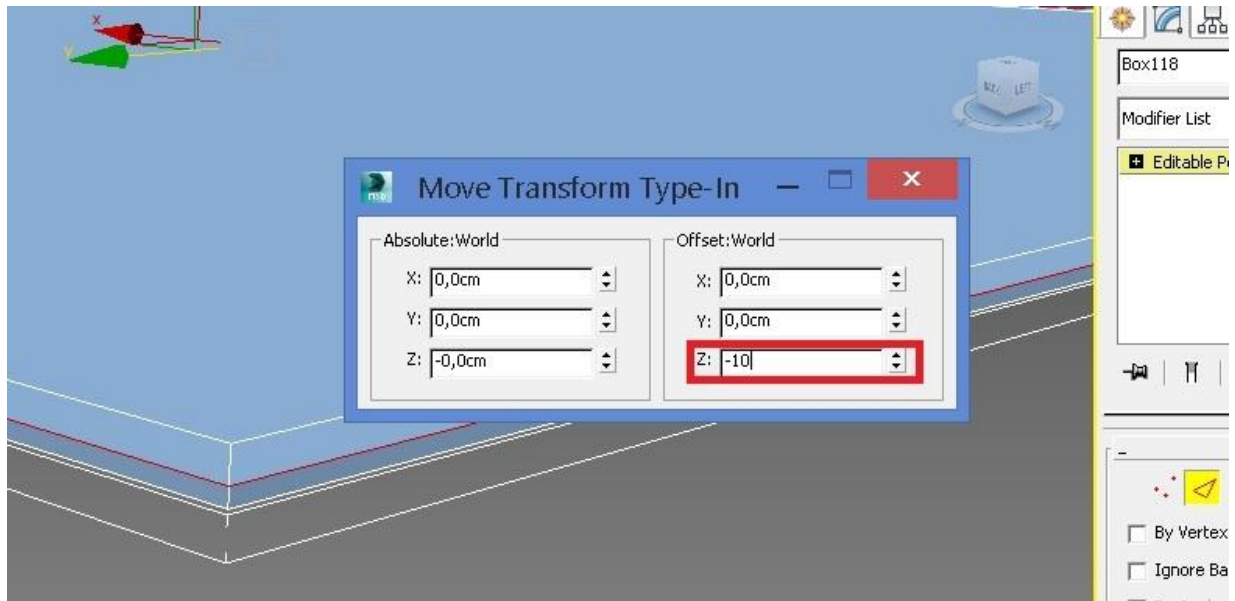 x
y
Box118
LEFT
Modifier List
Editable P
Move Transform Type-In
Absolute:World
Offset:World
X: 0,0cm
X: 0,0cm
Y: 0,0cm
Y: 0,0cm
Z: -0,0cm
Z: -10
By Vertex
Ignore Ba